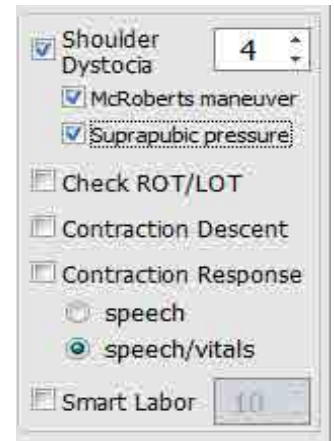 Shoulder 4
Dystocia
McRoberts maneuver
Suprapubic pressure
Check ROT/LOT
Contraction Descent
Contraction Response
speech
speech/vitals
Smart Labor 10